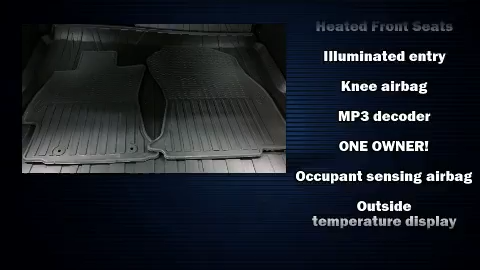 Heated Front Seats
Illuminated entry
Knee airbag
MP3 decoder
ONE OWNER!
Occupant sensing airbag
Outside
temperature display